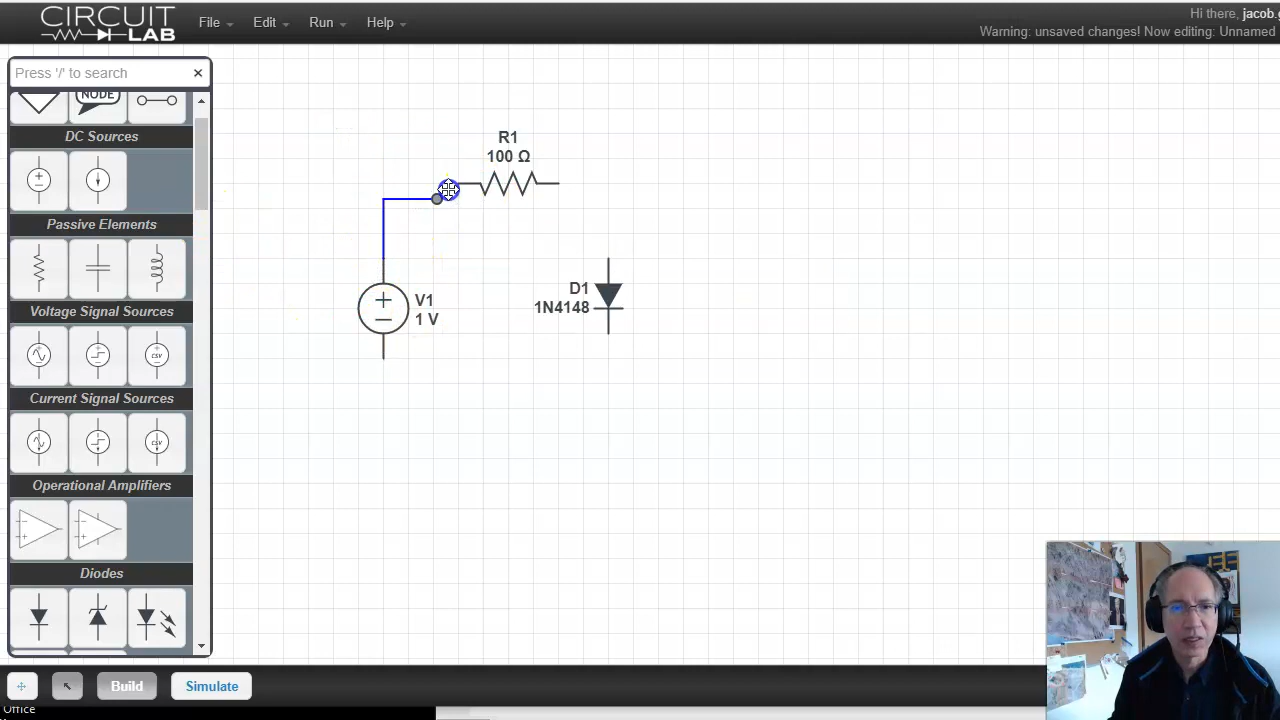 CIRCUIT
LAB
File
Edit
Run
Help
Hi there, jacob.
Warning: unsaved changes! Now editing: Unnamed
Press '/' to search
×
NODE
DC Sources
Passive Elements
Voltage Signal Sources
csv
Current Signal Sources
csv
Operational Amplifiers
Diodes
R1
100 Ω
V1
1 V
D1
1N4148
Build
Simulate
Office